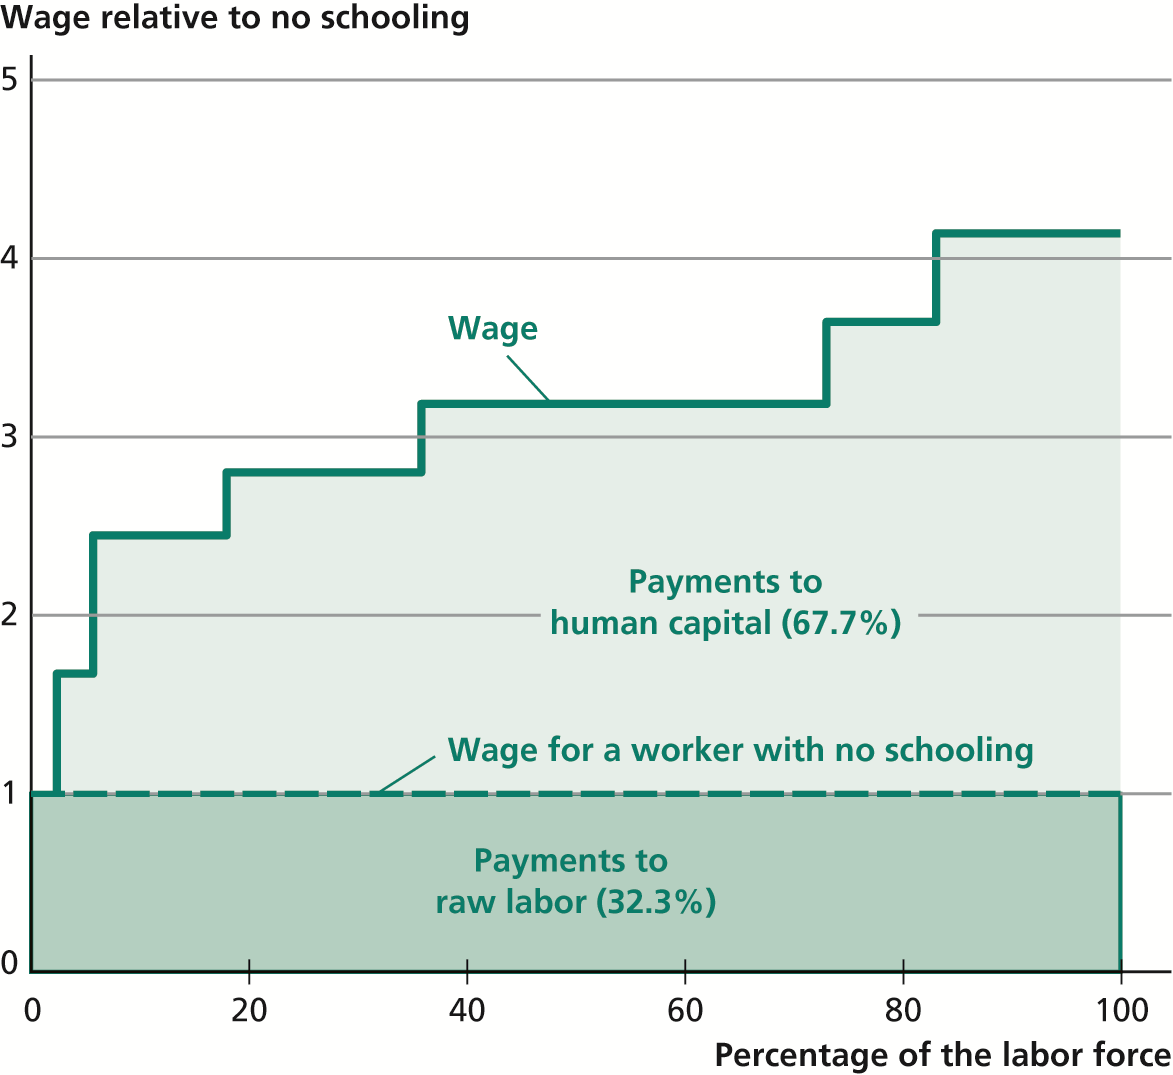 Wage relative to no schooling
5
4
Wage
3
Payments to
2
human capital (67.7%)
Wage for a worker with no schooling
1
Payments to
raw labor (32.3%)
0
0 20 40 60 80 100
Percentage of the labor force